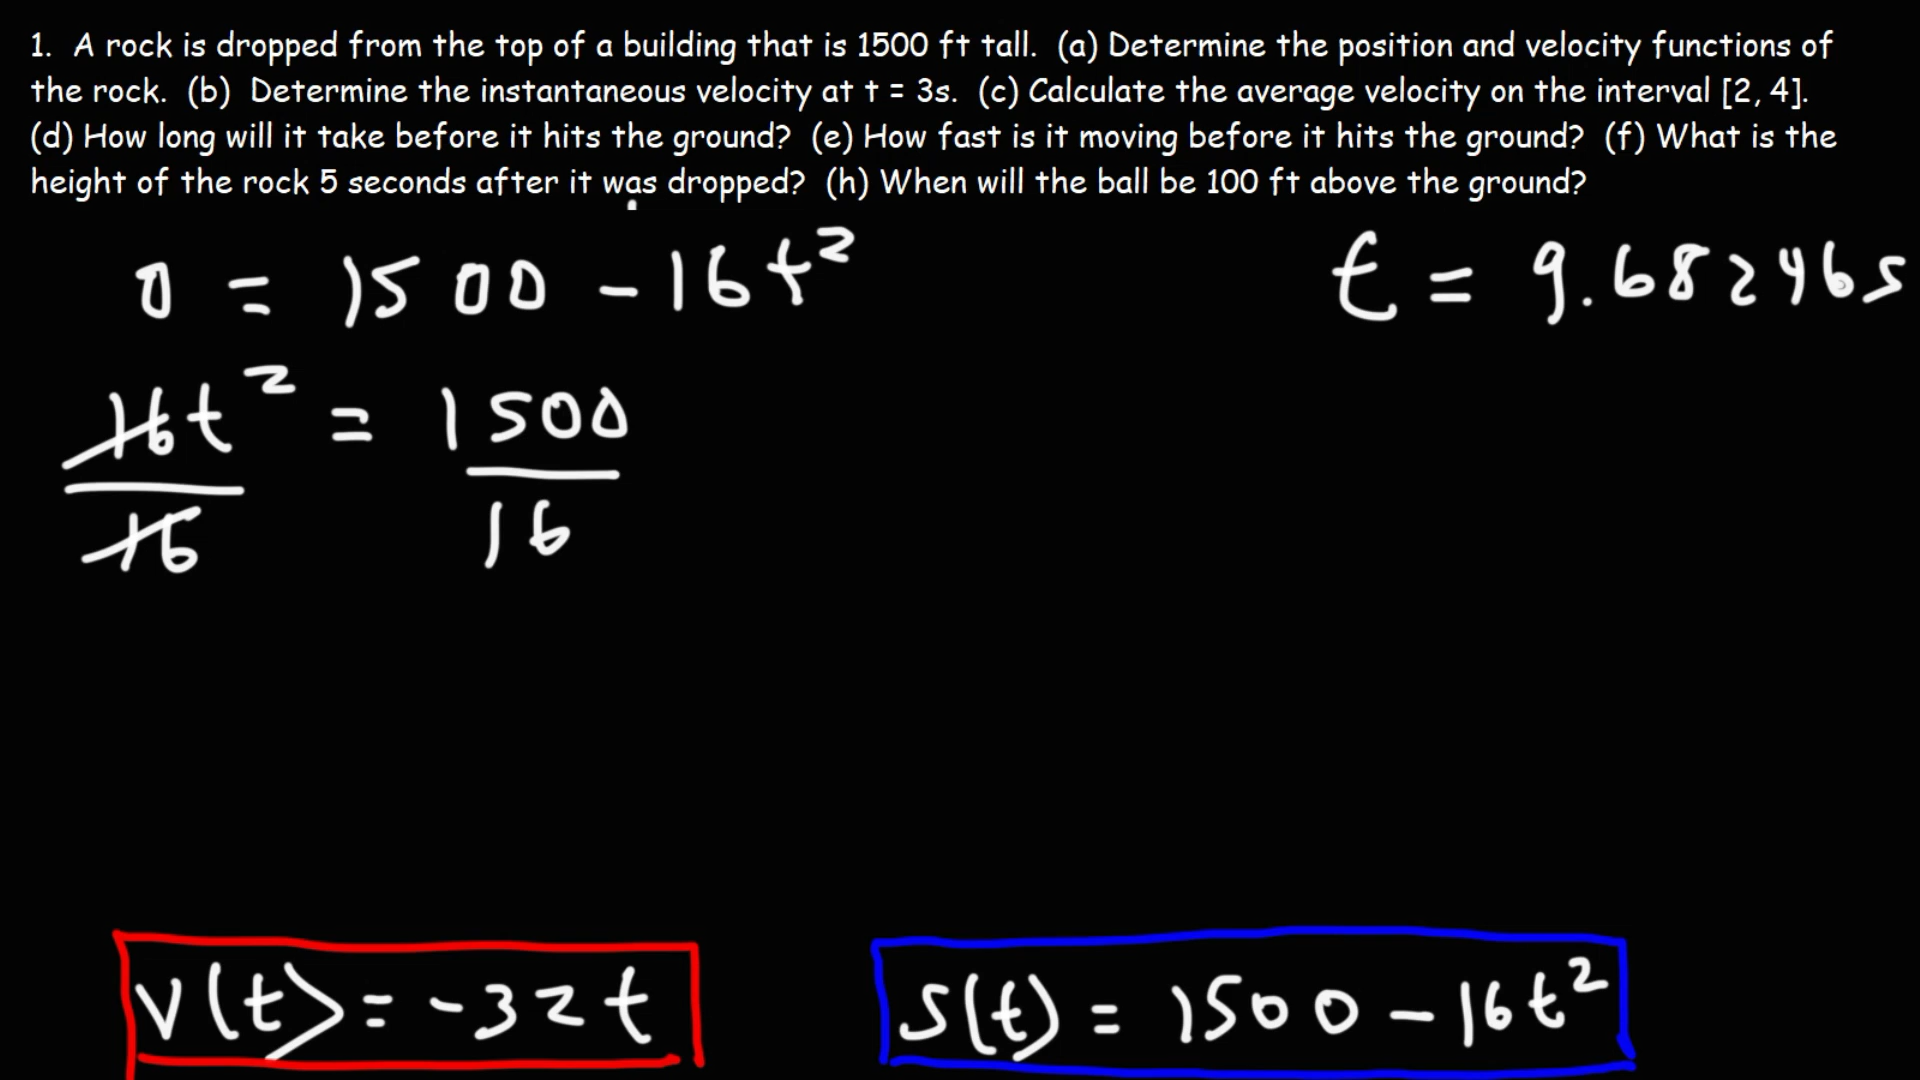 1. A rock is dropped from the top of a building that is 1500 ft tall. (a) Determine the position and velocity functions of
the rock. (b) Determine the instantaneous velocity at t = 3s. (c) Calculate the average velocity on the interval [2, 4].
(d) How long will it take before it hits the ground? (e) How fast is it moving before it hits the ground? (f) What is the
height of the rock 5 seconds after it was dropped? (h) When will the ball be 100 ft above the ground?
0 = 1500 - 16t²
t = 9.68246s
16t² = 1500
16 16
v(t) = -32t
s(t) = 1500 - 16t²